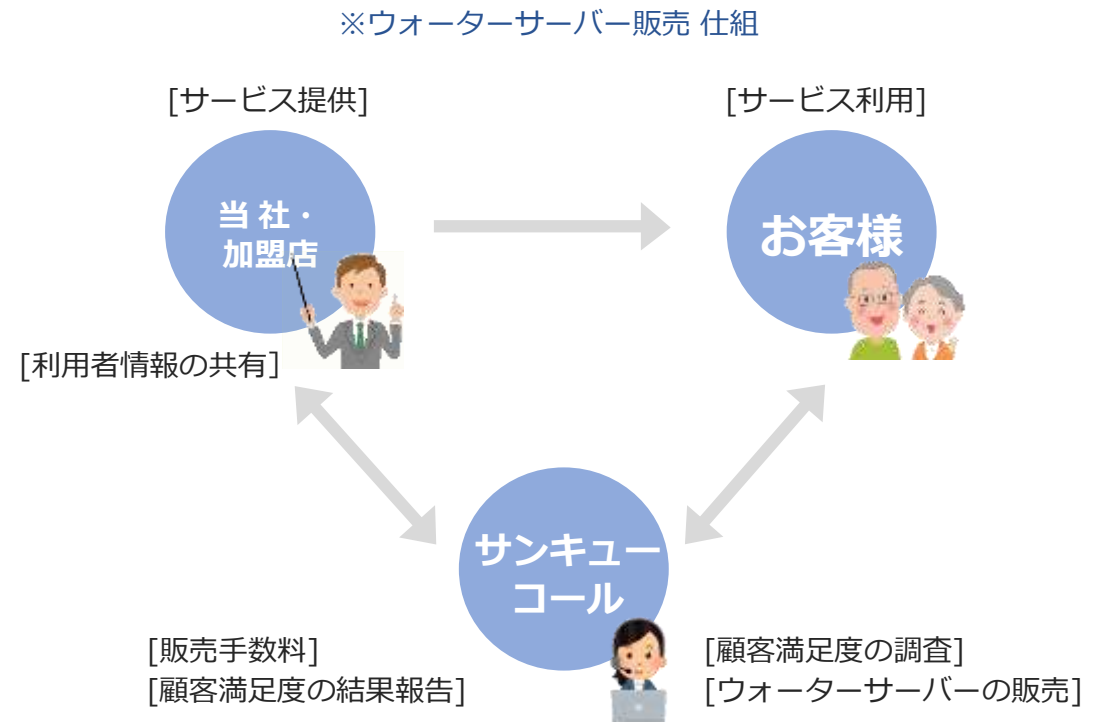 ※ウォーターサーバー販売 仕組
[サービス提供]
[サービス利用]
当 社・
加盟店
お客様
[利用者情報の共有]
サンキュー
コール
[販売手数料]
[顧客満足度の結果報告]
[顧客満足度の調査]
[ウォーターサーバーの販売]